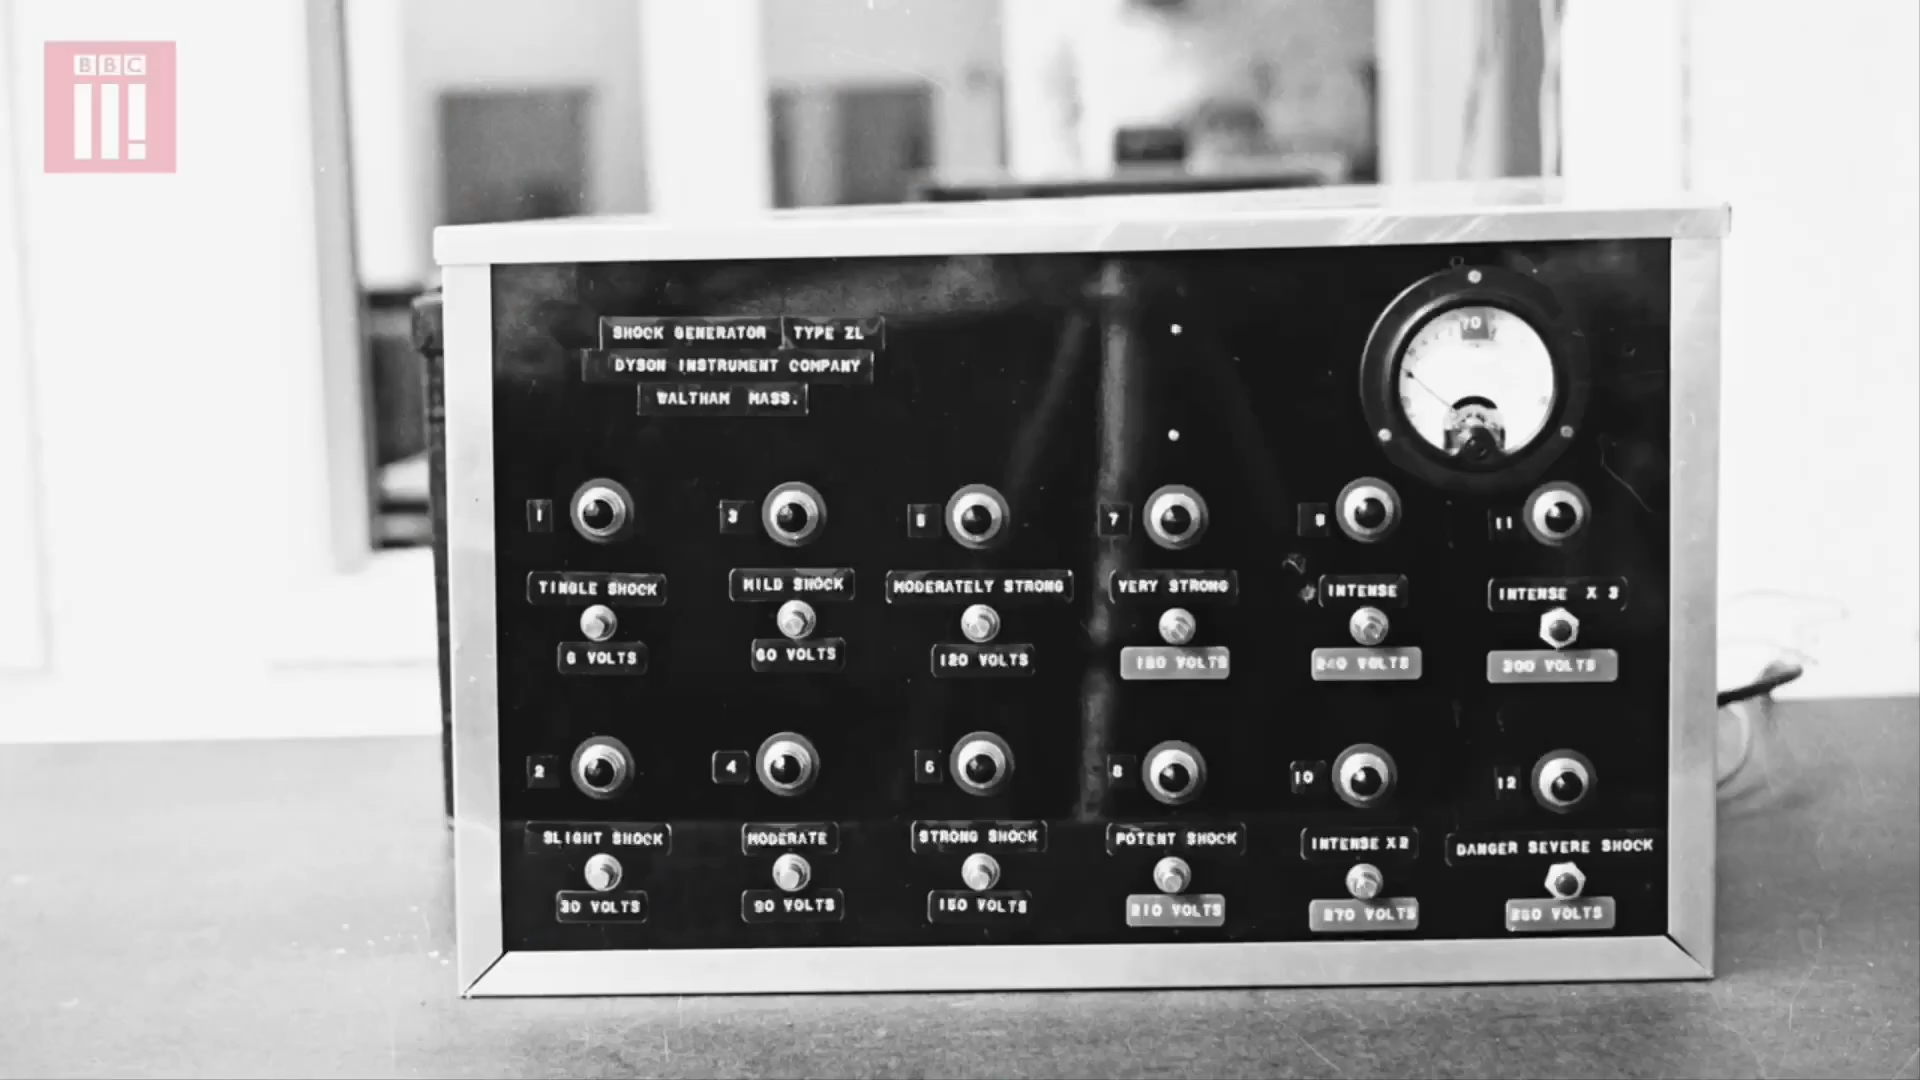 BBC
SHOCK GENERATOR TYPE ZL
DYSON INSTRUMENT COMPANY
WALTHAM MASS.
70
1
3
5
7
9
11
TINGLE SHOCK
MILD SHOCK
MODERATELY STRONG
VERY STRONG
INTENSE
INTENSE X 3
60 VOLTS
120 VOLTS
180 VOLTS
240 VOLTS
300 VOLTS
2
4
6
8
10
12
SLIGHT SHOCK
MODERATE
STRONG SHOCK
POTENT SHOCK
INTENSE X2
DANGER SEVERE SHOCK
30 VOLTS
90 VOLTS
150 VOLTS
210 VOLTS
270 VOLTS
VOLTS